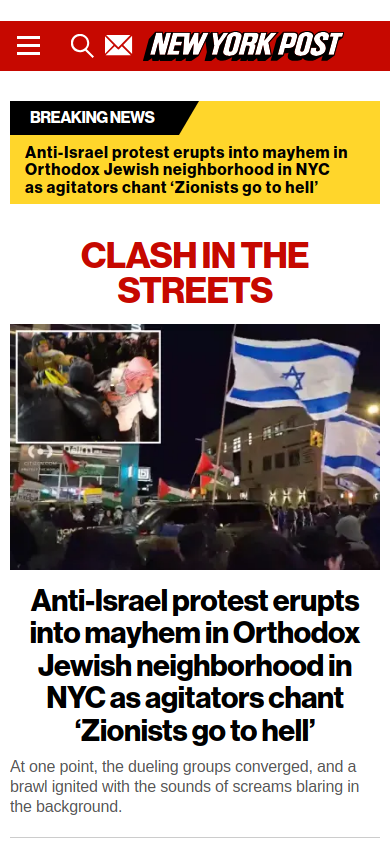 NEW YORK POST
BREAKING NEWS
Anti-Israel protest erupts into mayhem in
Orthodox Jewish neighborhood in NYC
as agitators chant ‘Zionists go to hell’
CLASH IN THE
STREETS
Anti-Israel protest erupts
into mayhem in Orthodox
Jewish neighborhood in
NYC as agitators chant
‘Zionists go to hell’
At one point, the dueling groups converged, and a
brawl ignited with the sounds of screams blaring in
the background.